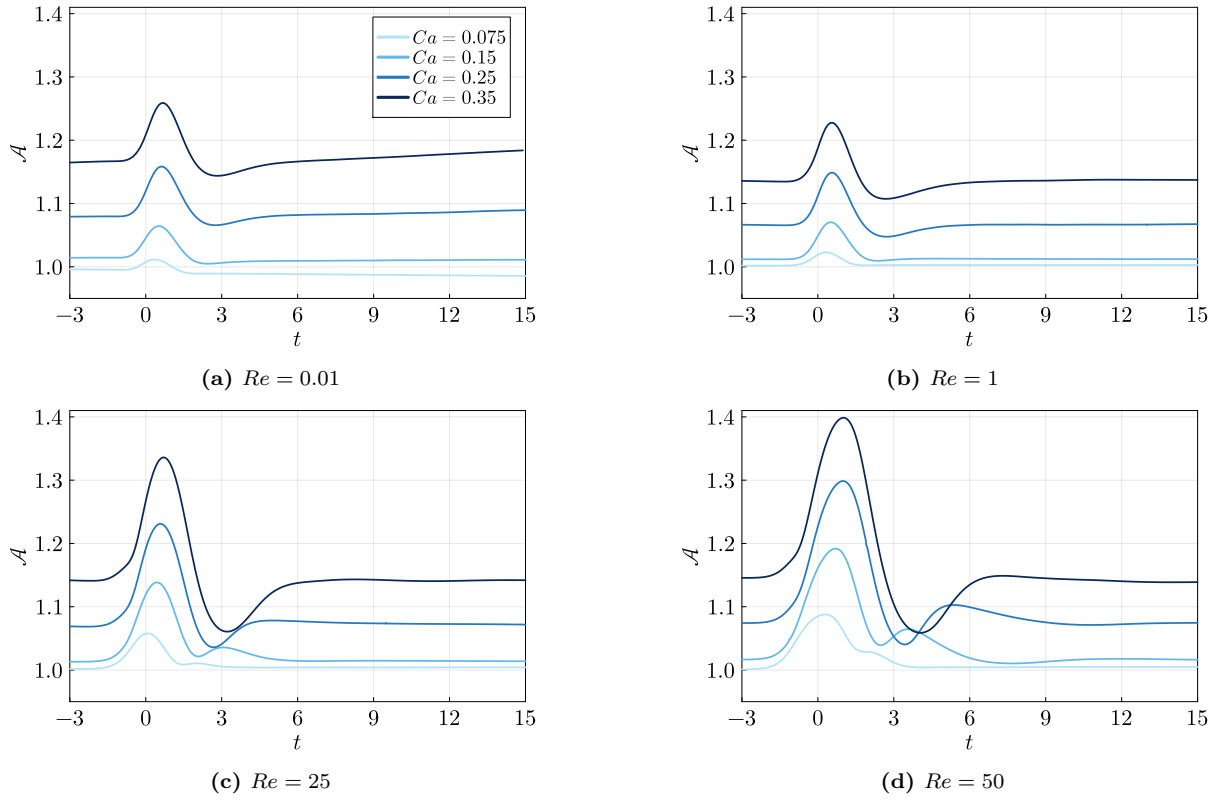 1.4
1.3
1.2
1.1
1.0
𝒜
−3 0 3 6 9 12 15
t
Ca = 0.075
Ca = 0.15
Ca = 0.25
Ca = 0.35
(a) Re = 0.01
1.4
1.3
1.2
1.1
1.0
𝒜
−3 0 3 6 9 12 15
t
(b) Re = 1
1.4
1.3
1.2
1.1
1.0
𝒜
−3 0 3 6 9 12 15
t
(c) Re = 25
1.4
1.3
1.2
1.1
1.0
𝒜
−3 0 3 6 9 12 15
t
(d) Re = 50